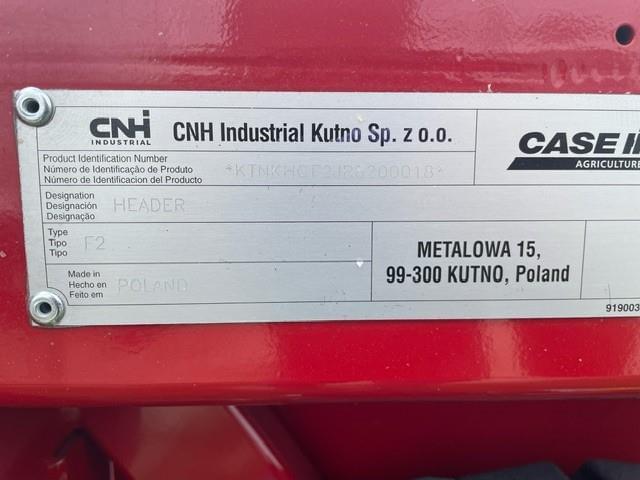 CNH
INDUSTRIAL
CNH Industrial Kutno Sp. z o.o.
CASE
AGRICULTURE
Product Identification Number
Número de Identificação de Produto
Número de Identificacion del Producto
Designation
Designación
Designação
HEADER
Type
Tipo
Tipo
F2
METALOWA 15,
99-300 KUTNO, Poland
Made in
Hecho en
Feito em
POLAND
919003